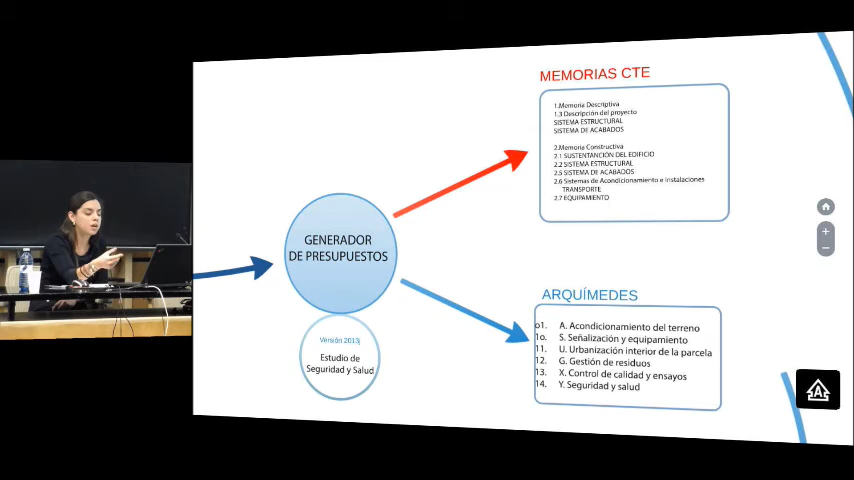 MEMORIAS CTE
1.Memoria Descriptiva
1.3 Descripción del proyecto
SISTEMA ESTRUCTURAL
SISTEMA DE ACABADOS
2.Memoria Constructiva
2.1 SUSTENTANCIÓN DEL EDIFICIO
2.2 SISTEMA ESTRUCTURAL
2.5 SISTEMA DE ACABADOS
2.6 Sistemas de Acondicionamiento e instalaciones
TRANSPORTE
2.7 EQUIPAMIENTO
GENERADOR
DE PRESUPUESTOS
Versión 2013j
Estudio de
Seguridad y Salud
ARQUÍMEDES
01. A. Acondicionamiento del terreno
10. S. Señalización y equipamiento
11. U. Urbanización interior de la parcela
12. G. Gestión de residuos
13. X. Control de calidad y ensayos
14. Y. Seguridad y salud
A